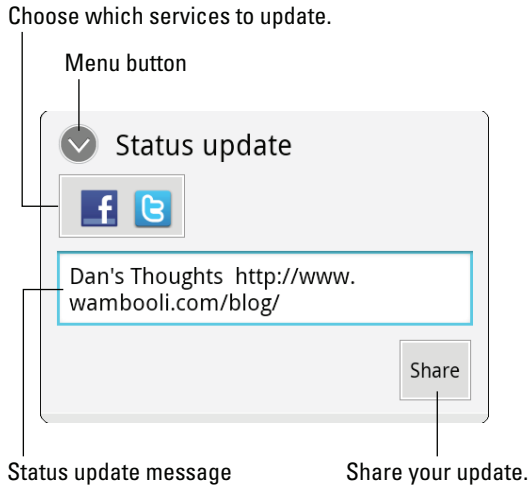 Choose which services to update.
Menu button
Status update
f t
Dan's Thoughts http://www.
wambooli.com/blog/
Share
Status update message
Share your update.